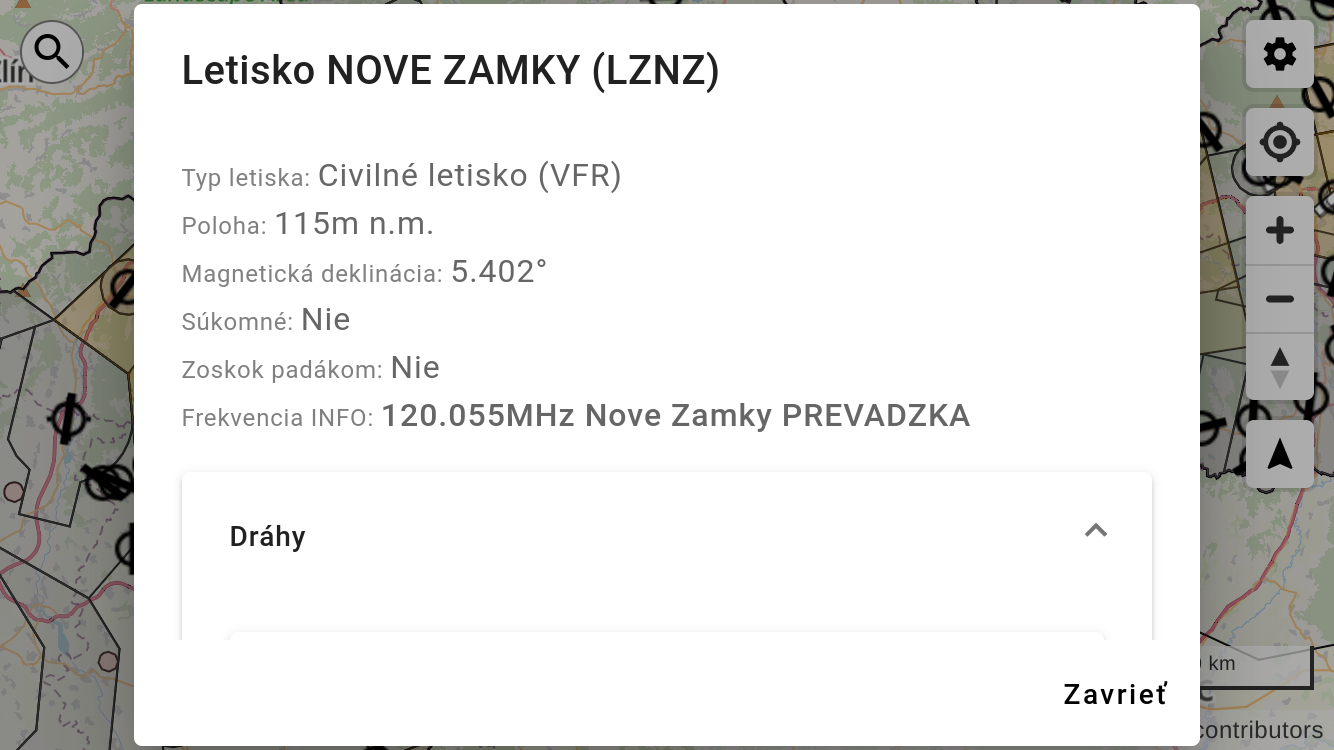 Letisko NOVE ZAMKY (LZNZ)
Typ letiska: Civilné letisko (VFR)
Poloha: 115m n.m.
Magnetická deklinácia: 5.402°
Súkomné: Nie
Zoskok padákom: Nie
Frekvencia INFO: 120.055MHz Nove Zamky PREVADZKA
Dráhy
Zavrieť
km
contributors